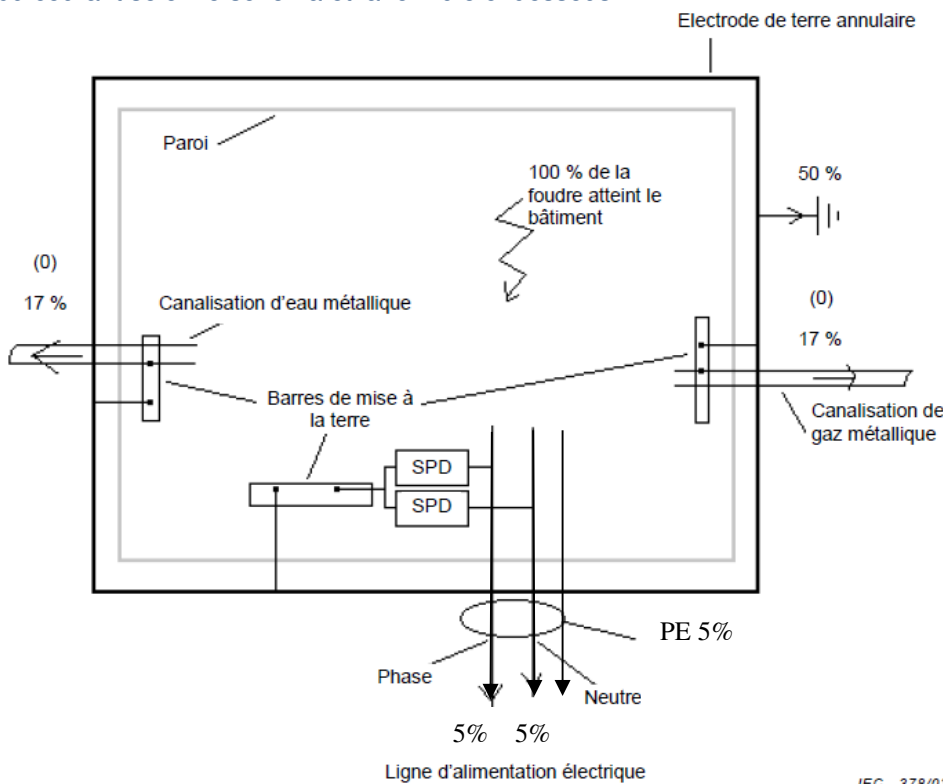 Electrode de terre annulaire
Paroi
100 % de la
foudre atteint le
bâtiment
50 %
(0)
17 %
Canalisation d'eau métallique
(0)
17 %
Barres de mise à
la terre
Canalisation de
gaz métallique
SPD
SPD
PE 5%
Phase
Neutre
5% 5%
Ligne d'alimentation électrique
IEC